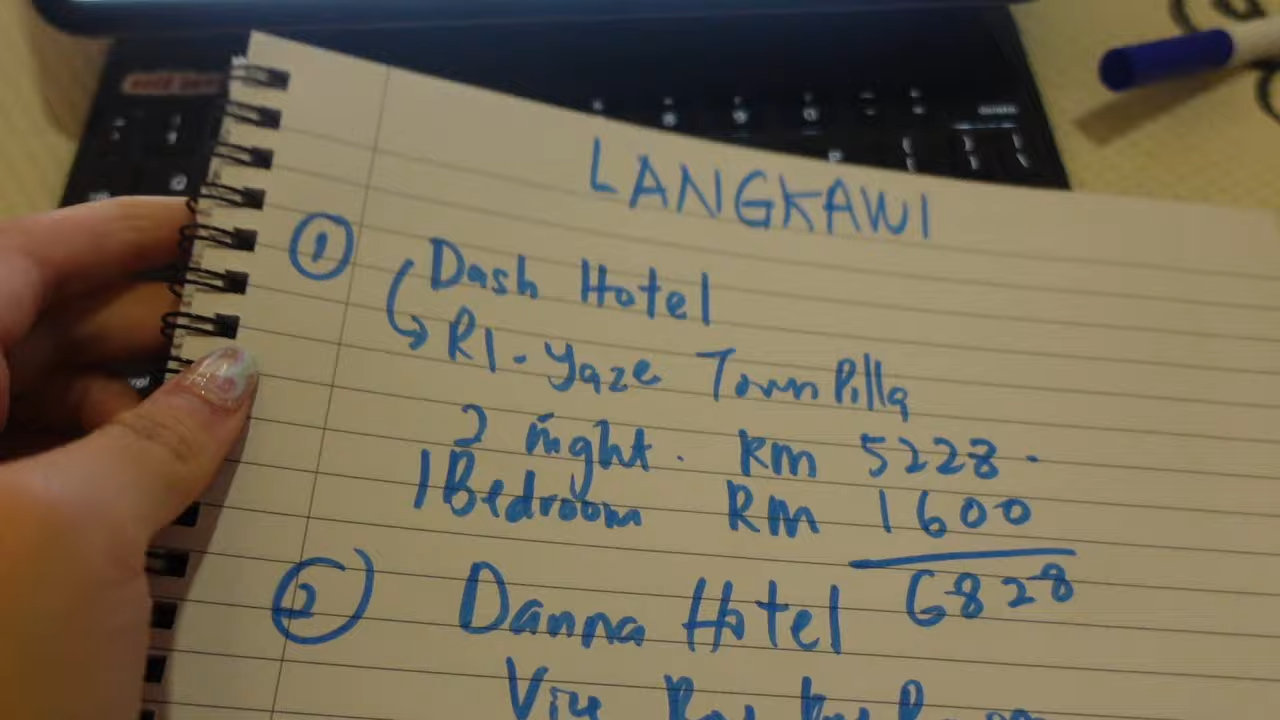 LANGKAWI
① Dash Hotel
↳ R1 - Yaze Town Pilla
2 night. RM 5228.
1 Bedroom RM 1600
6828
② Danna Hotel